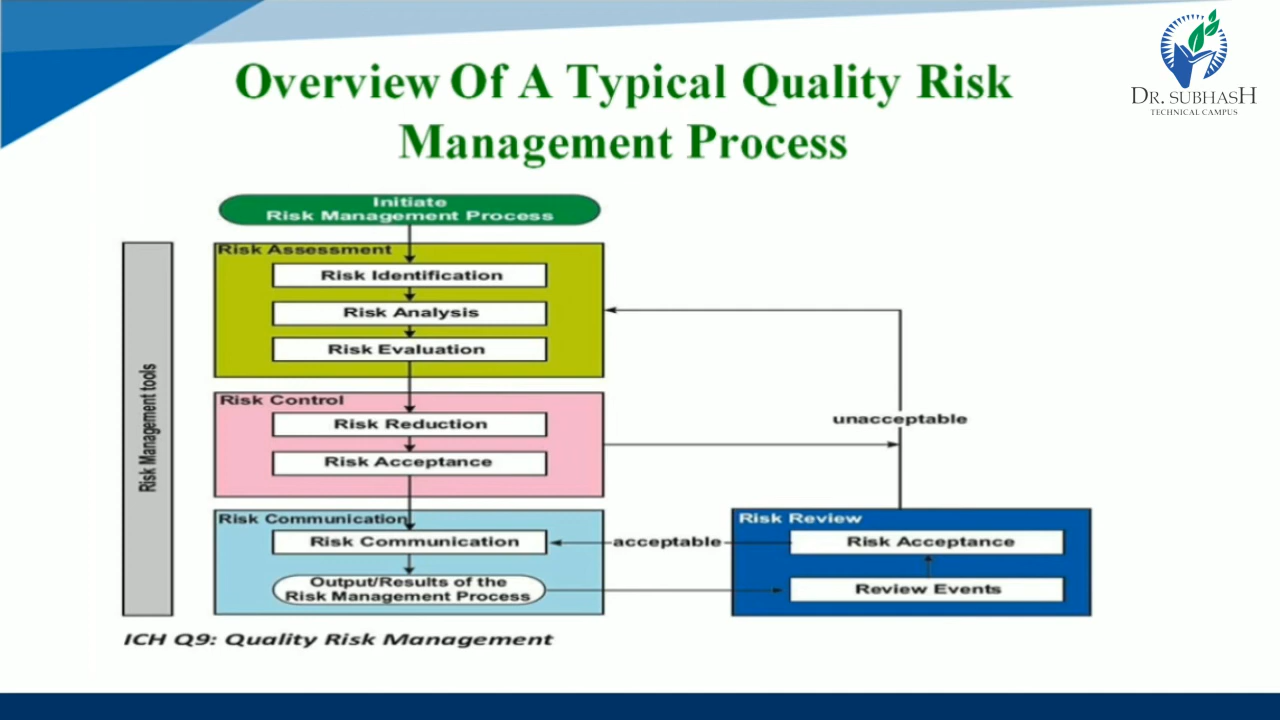 DR. SUBHASH
TECHNICAL CAMPUS
Overview Of A Typical Quality Risk
Management Process
Initiate
Risk Management Process
Risk Management tools
Risk Assessment
Risk Identification
Risk Analysis
Risk Evaluation
Risk Control
Risk Reduction
Risk Acceptance
unacceptable
Risk Communication
Risk Communication
Output/Results of the
Risk Management Process
acceptable
Risk Review
Risk Acceptance
Review Events
ICH Q9: Quality Risk Management